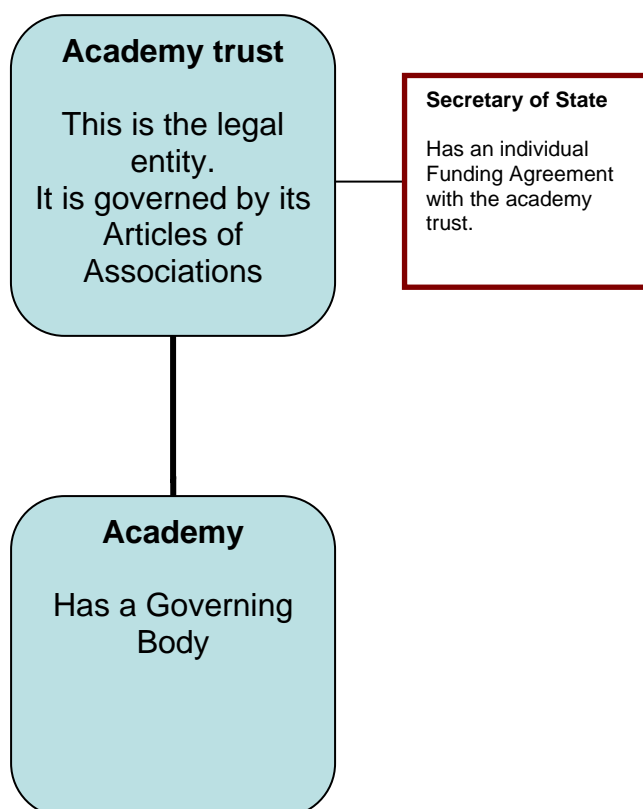 Academy trust
This is the legal
entity.
It is governed by its
Articles of
Associations
Secretary of State
Has an individual
Funding Agreement
with the academy
trust.
Academy
Has a Governing
Body